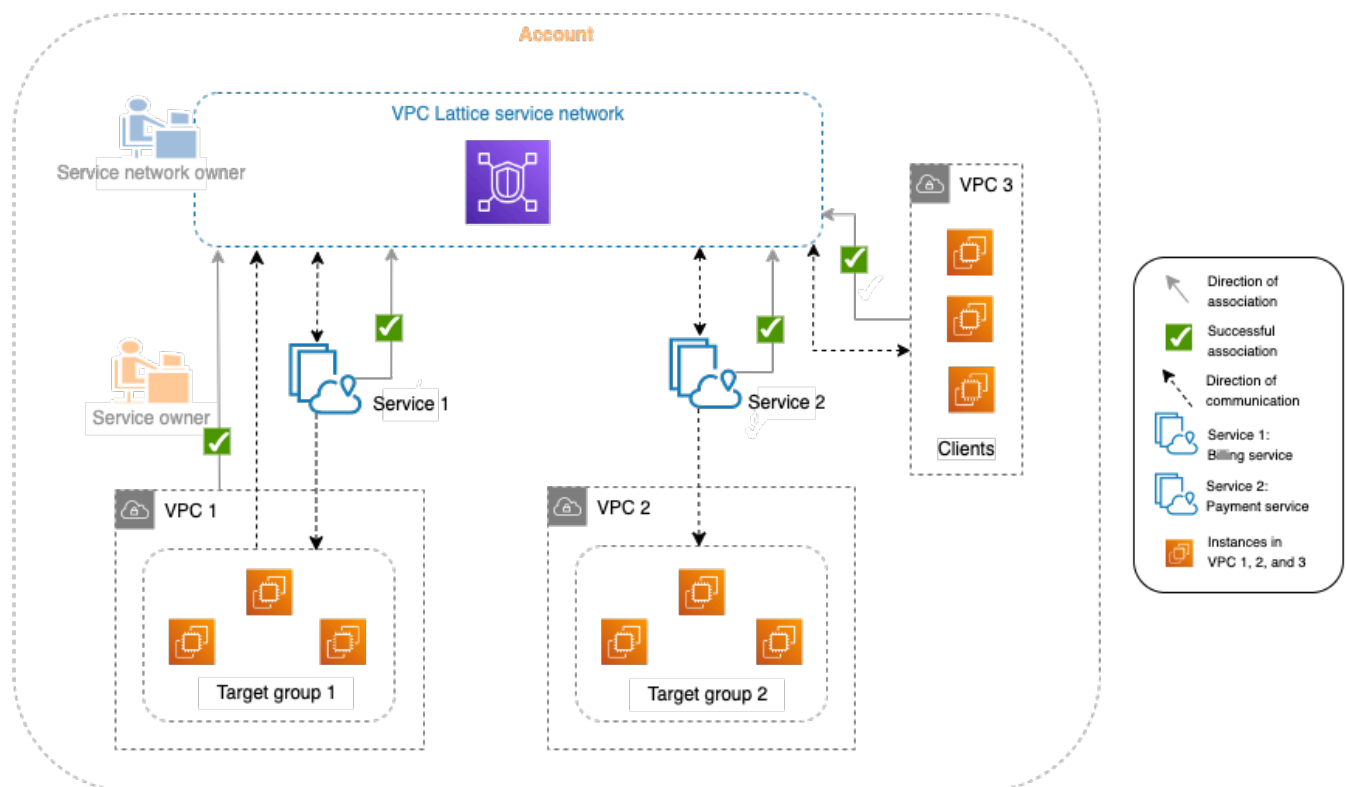 Account
VPC Lattice service network
Service network owner
VPC 3
Clients
Service owner
Service 1
Service 2
VPC 1
Target group 1
VPC 2
Target group 2
Direction of
association
Successful
association
Direction of
communication
Service 1:
Billing service
Service 2:
Payment service
Instances in
VPC 1, 2, and 3